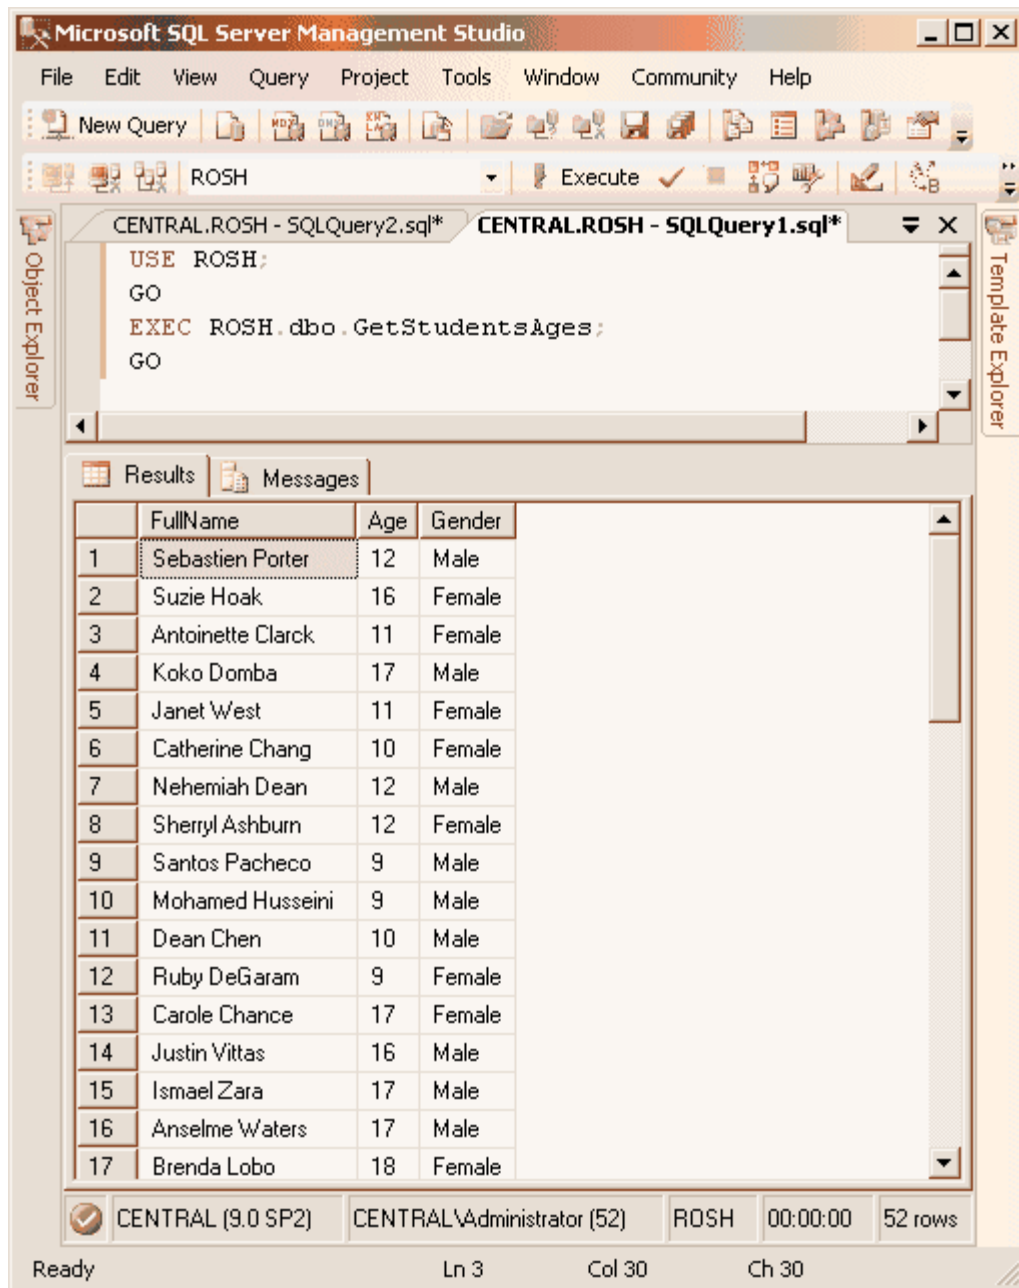 Microsoft SQL Server Management Studio
File Edit View Query Project Tools Window Community Help
New Query
ROSH Execute
CENTRAL.ROSH - SQLQuery2.sql* CENTRAL.ROSH - SQLQuery1.sql*
Object Explorer
Template Explorer
USE ROSH;
GO
EXEC ROSH.dbo.GetStudentsAges;
GO
Results Messages
FullName Age Gender
1 Sebastien Porter 12 Male
2 Suzie Hoak 16 Female
3 Antoinette Clarck 11 Female
4 Koko Domba 17 Male
5 Janet West 11 Female
6 Catherine Chang 10 Female
7 Nehemiah Dean 12 Male
8 Sherryl Ashburn 12 Female
9 Santos Pacheco 9 Male
10 Mohamed Husseini 9 Male
11 Dean Chen 10 Male
12 Ruby DeGaram 9 Female
13 Carole Chance 17 Female
14 Justin Vittas 16 Male
15 Ismael Zara 17 Male
16 Anselme Waters 17 Male
17 Brenda Lobo 18 Female
CENTRAL (9.0 SP2) CENTRAL\Administrator (52) ROSH 00:00:00 52 rows
Ready Ln 3 Col 30 Ch 30